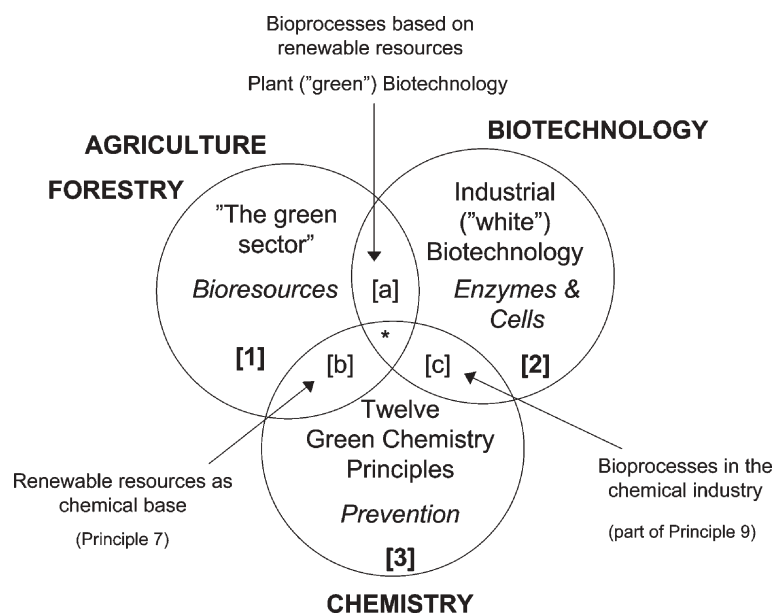 Bioprocesses based on
renewable resources
Plant (”green”) Biotechnology
AGRICULTURE
FORESTRY
BIOTECHNOLOGY
”The green
sector”
Bioresources
[1]
[a]
Industrial
(”white”)
Biotechnology
Enzymes &
Cells
[2]
*
[b]
[c]
Twelve
Green Chemistry
Principles
Prevention
[3]
CHEMISTRY
Renewable resources as
chemical base
(Principle 7)
Bioprocesses in the
chemical industry
(part of Principle 9)